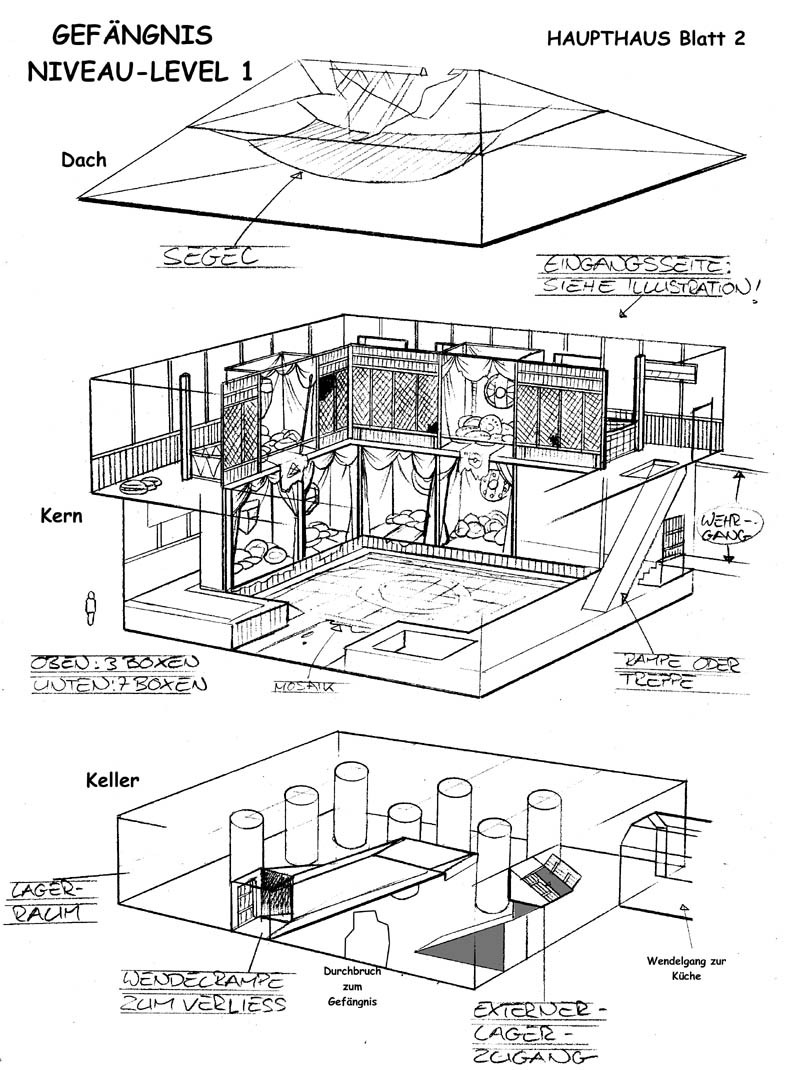 GEFÄNGNIS
NIVEAU-LEVEL 1
HAUPTHAUS Blatt 2
Dach
SEGEL
EINGANGSSEITE:
SIEHE ILLUSTRATION!
Kern
WEHR-
GANG
OBEN: 3 BOXEN
UNTEN: 7 BOXEN
MOSAIK
RAMPE ODER
TREPPE
Keller
LAGER-
RAUM
WENDELRAMPE
ZUM VERLIESS
Durchbruch
zum
Gefängnis
EXTERNER-
LAGER-
ZUGANG
Wendelgang zur
Küche